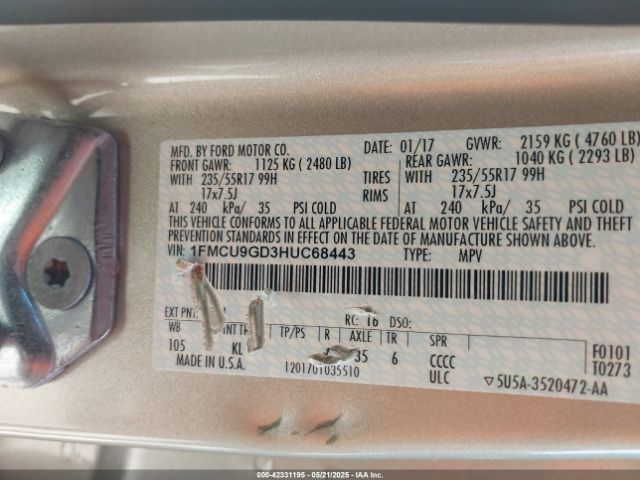 MFD. BY FORD MOTOR CO. DATE: 01/17 GVWR: 2159 KG ( 4760 LB)
FRONT GAWR: 1125 KG ( 2480 LB) REAR GAWR: 1040 KG ( 2293 LB)
WITH 235/55R17 99H TIRES WITH 235/55R17 99H
17x7.5J RIMS 17x7.5J
AT 240 kPa/ 35 PSI COLD AT 240 kPa/ 35 PSI COLD
THIS VEHICLE CONFORMS TO ALL APPLICABLE FEDERAL MOTOR VEHICLE SAFETY AND THEFT
PREVENTION STANDARDS IN EFFECT ON THE DATE OF MANUFACTURE SHOWN ABOVE.
VIN: 1FMCU9GD3HUC68443 TYPE: MPV
EXT PNT: RC: 16 DSO:
WB INT TR TP/PS R AXLE TR SPR F0101
105 KL 35 6 CCCC T0273
MADE IN U.S.A. 1201701035510 ULC ▽5U5A-3520472-AA
000-42331195 - 05/21/2025 - IAAI.COM